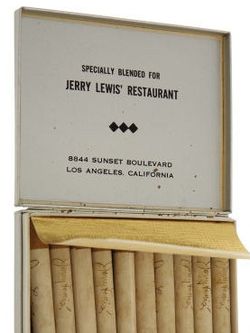 SPECIALLY BLENDED FOR
JERRY LEWIS' RESTAURANT
8844 SUNSET BOULEVARD
LOS ANGELES, CALIFORNIA